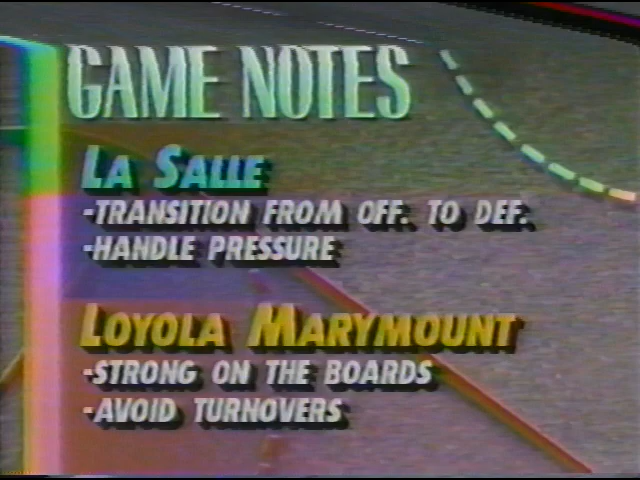 GAME NOTES
LA SALLE
-TRANSITION FROM OFF. TO DEF.
-HANDLE PRESSURE
LOYOLA MARYMOUNT
-STRONG ON THE BOARDS
-AVOID TURNOVERS